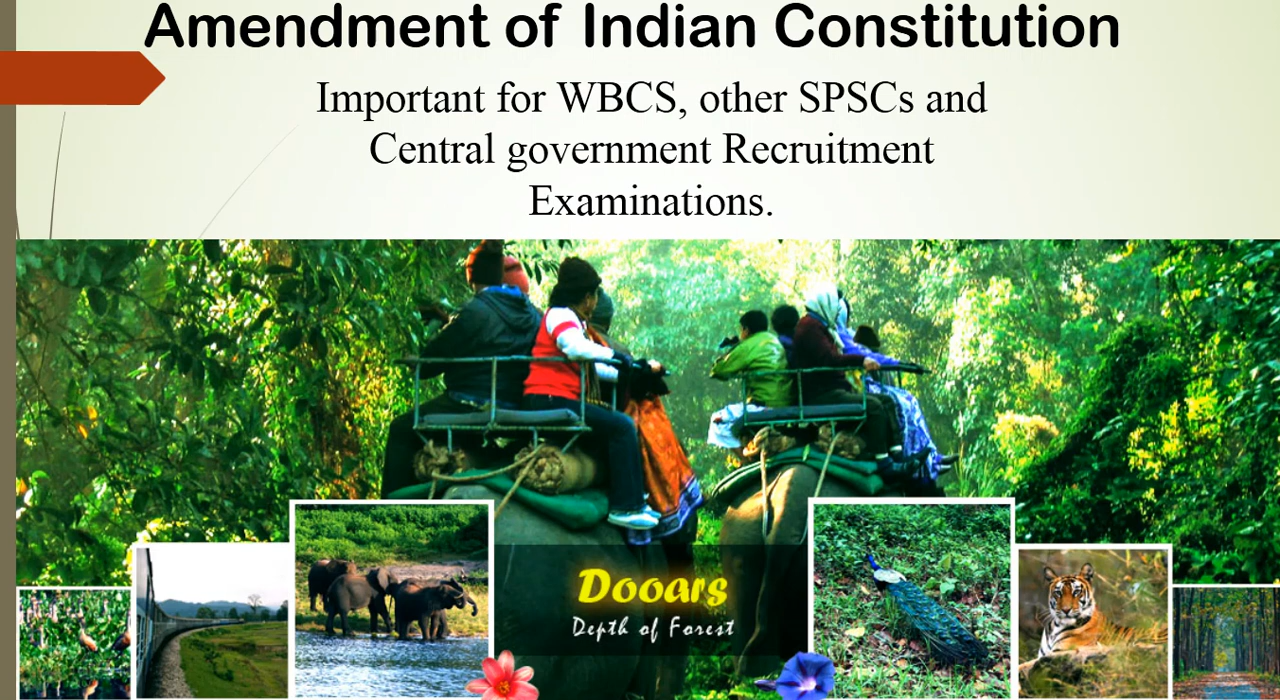 Amendment of Indian Constitution
Important for WBCS, other SPSCs and
Central government Recruitment
Examinations.
Dooars
Depth of Forest